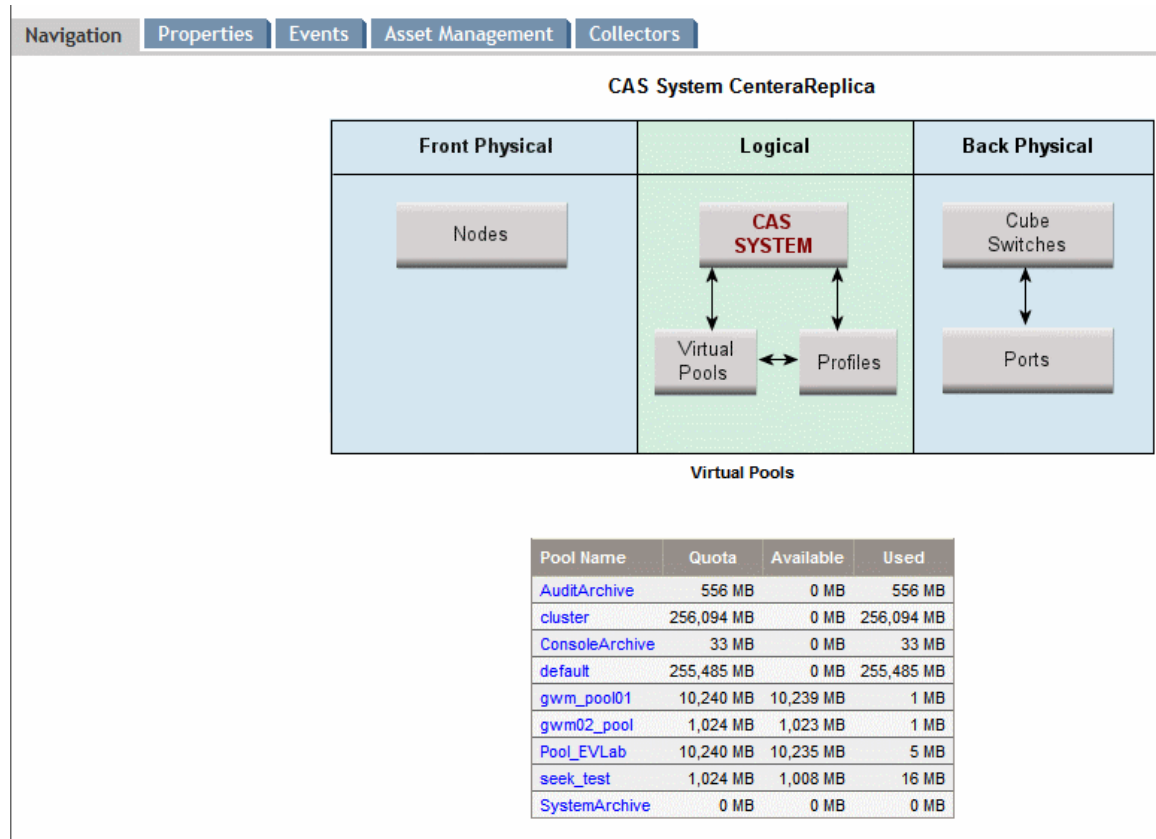 Navigation Properties Events Asset Management Collectors
CAS System CenteraReplica
Front Physical Logical Back Physical
Nodes
CAS
SYSTEM
Cube
Switches
Virtual
Pools
Profiles
Ports
Virtual Pools
Pool Name Quota Available Used
AuditArchive 556 MB 0 MB 556 MB
cluster 256,094 MB 0 MB 256,094 MB
ConsoleArchive 33 MB 0 MB 33 MB
default 255,485 MB 0 MB 255,485 MB
gwm_pool01 10,240 MB 10,239 MB 1 MB
gwm02_pool 1,024 MB 1,023 MB 1 MB
Pool_EVLab 10,240 MB 10,235 MB 5 MB
seek_test 1,024 MB 1,008 MB 16 MB
SystemArchive 0 MB 0 MB 0 MB